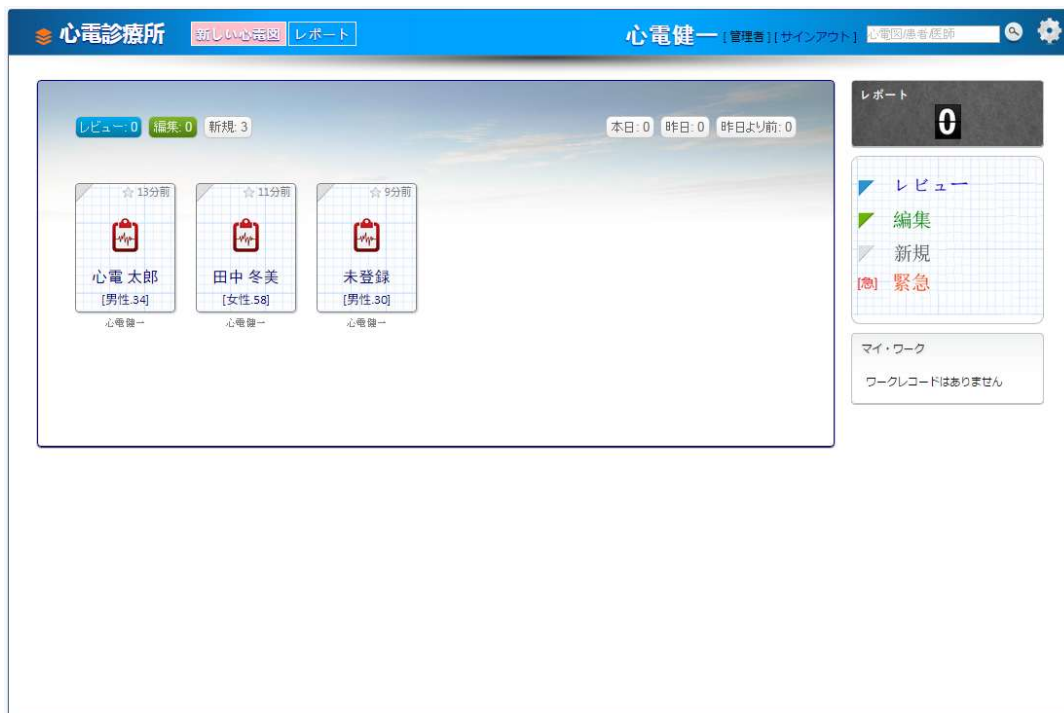 心電診療所 新しい心電図 レポート 心電健一 [管理者] [サインアウト] 心電図/患者/医師
レビュー: 0 編集: 0 新規: 3 本日: 0 昨日: 0 昨日より前: 0
☆ 13分前 ☆ 11分前 ☆ 9分前
心電 太郎 田中 冬美 未登録
[男性.34] [女性.58] [男性.30]
心電健一 心電健一 心電健一
レポート
0
レビュー
編集
新規
[急] 緊急
マイ・ワーク
ワークレコードはありません